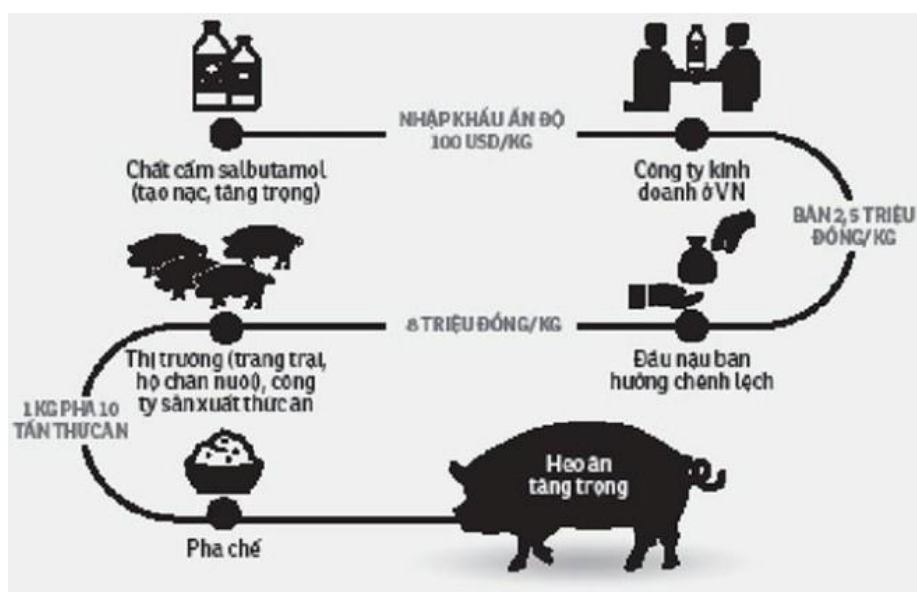 NHẬP KHẨU ẤN ĐỘ
100 USD/KG
Chất cấm salbutamol
(tạo nạc, tăng trọng)
Công ty kinh
doanh ở VN
BÁN 2,5 TRIỆU
ĐỒNG/KG
8 TRIỆU ĐỒNG/KG
Thị trường (trang trại,
hộ chăn nuôi), công
ty sản xuất thức ăn
Đầu nậu bán
hưởng chênh lệch
1 KG PHA 10
TẤN THỨC ĂN
Heo ăn
tăng trọng
Pha chế